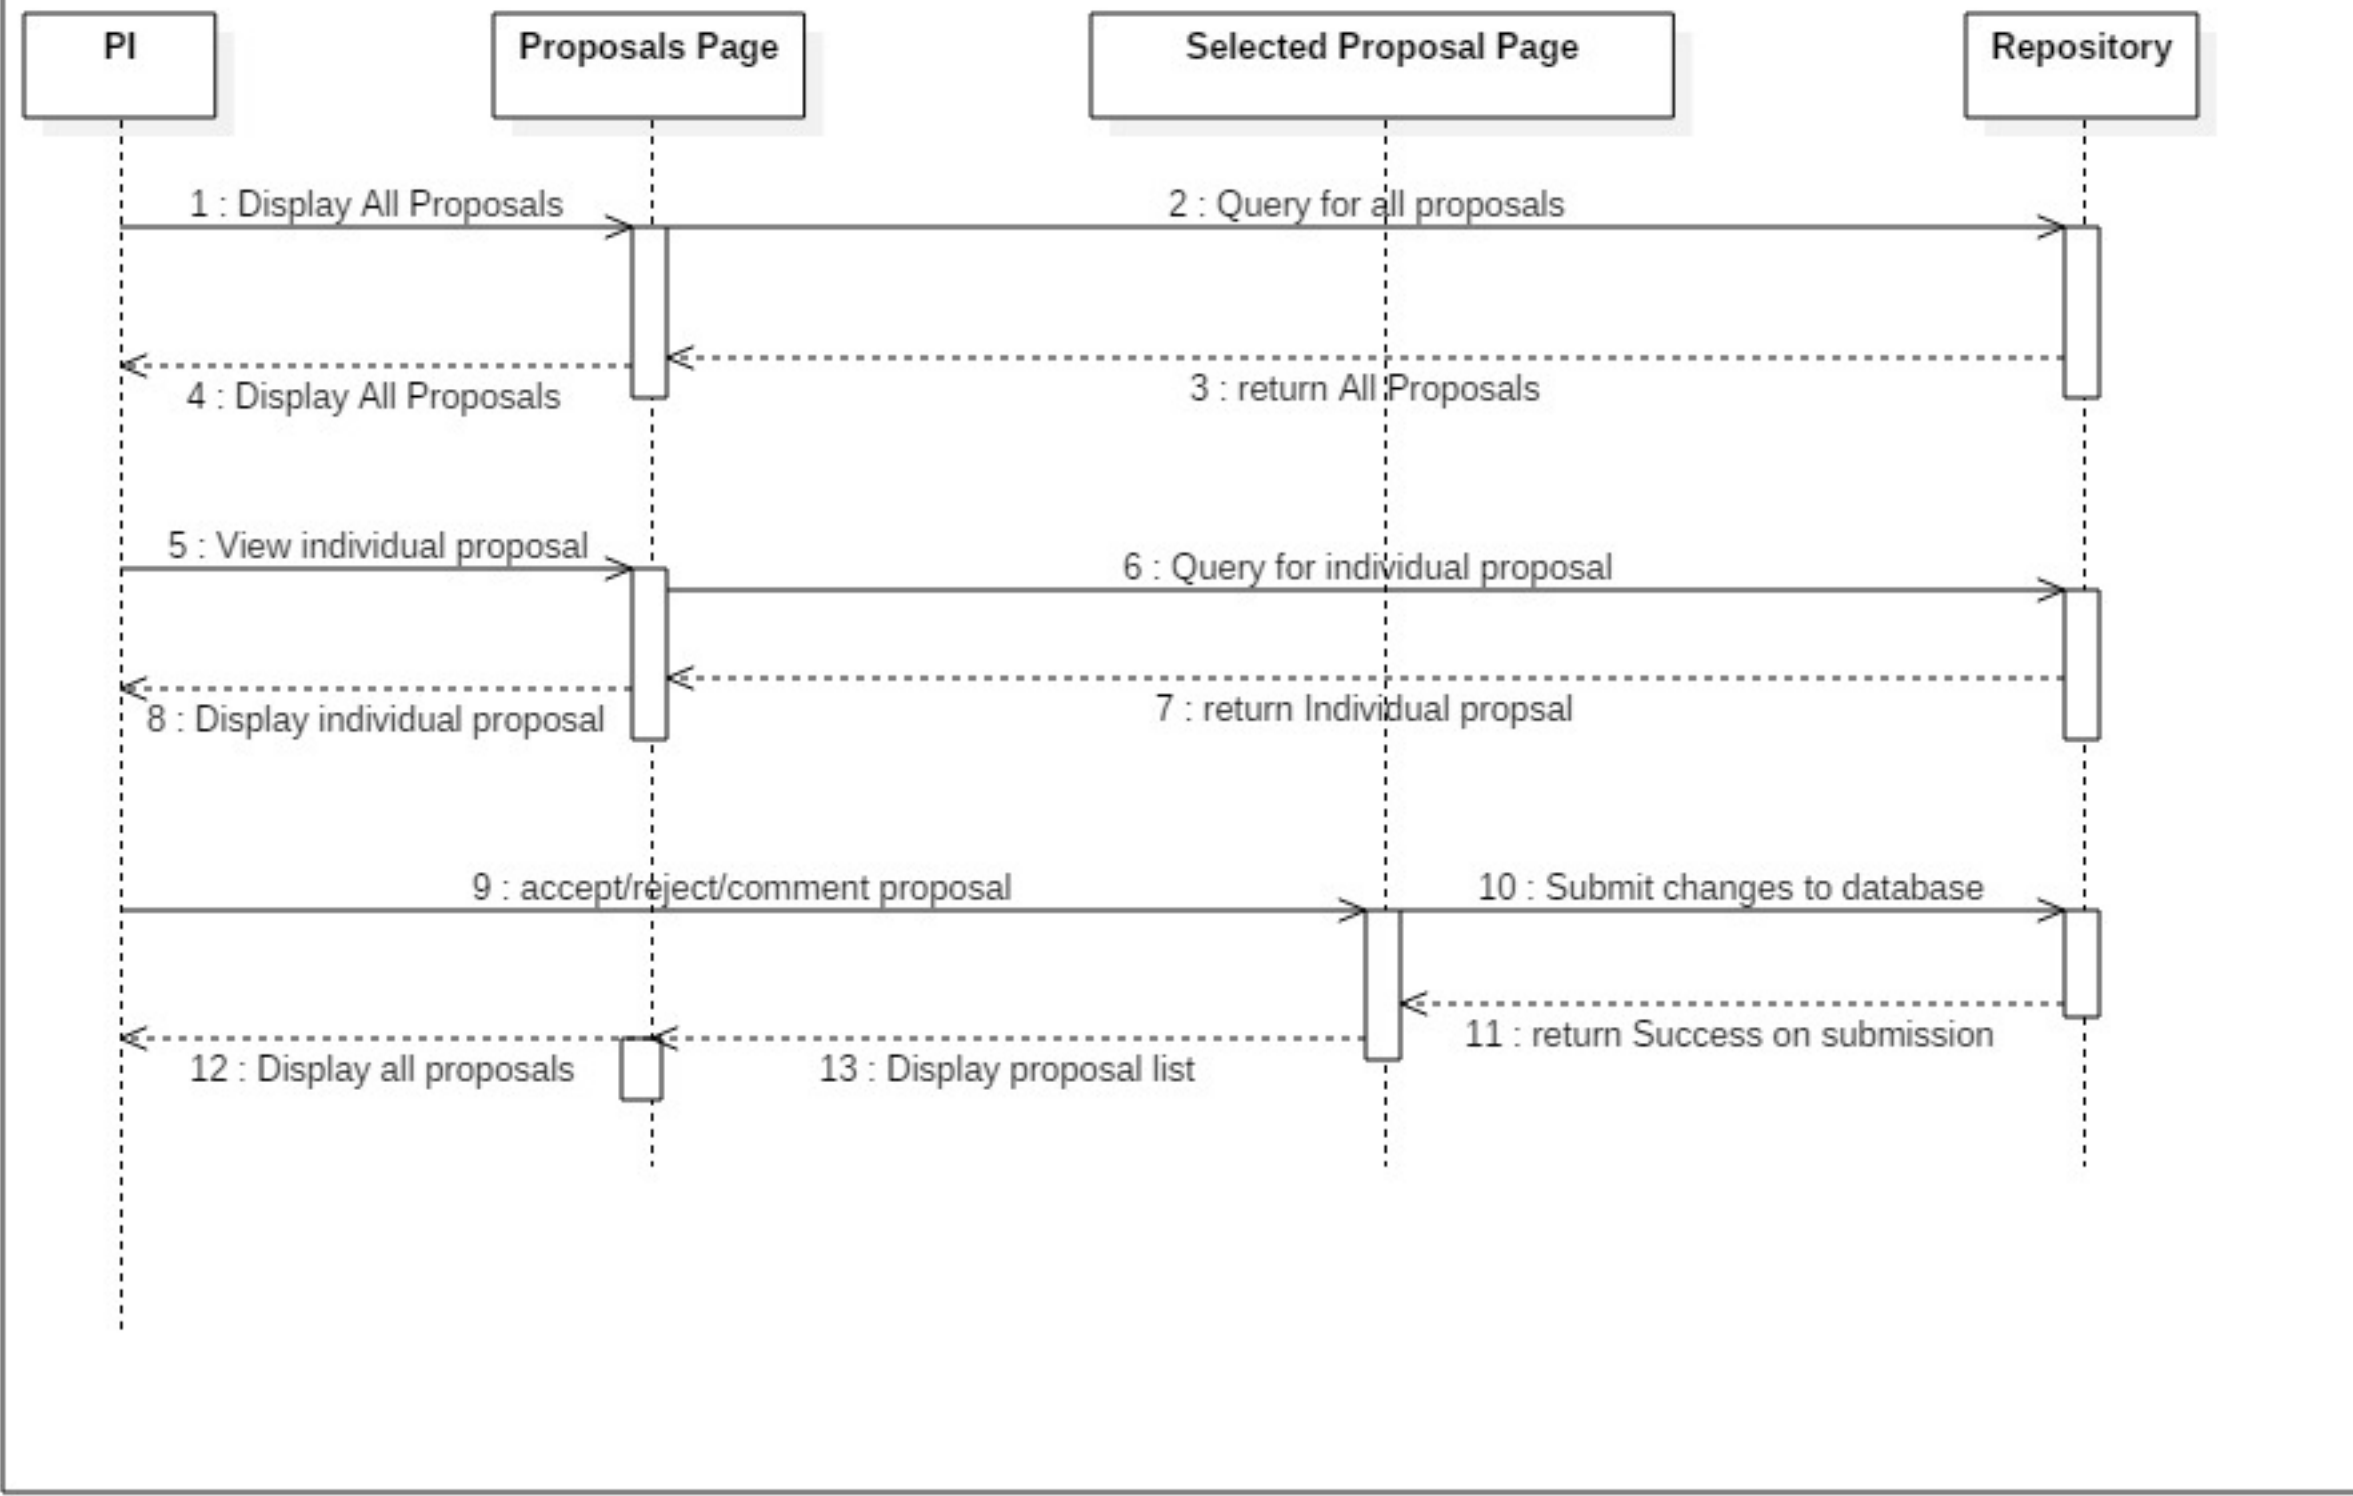 PI
Proposals Page
Selected Proposal Page
Repository
1 : Display All Proposals
2 : Query for all proposals
3 : return All Proposals
4 : Display All Proposals
5 : View individual proposal
6 : Query for individual proposal
7 : return Individual propsal
8 : Display individual proposal
9 : accept/reject/comment proposal
10 : Submit changes to database
11 : return Success on submission
12 : Display all proposals
13 : Display proposal list